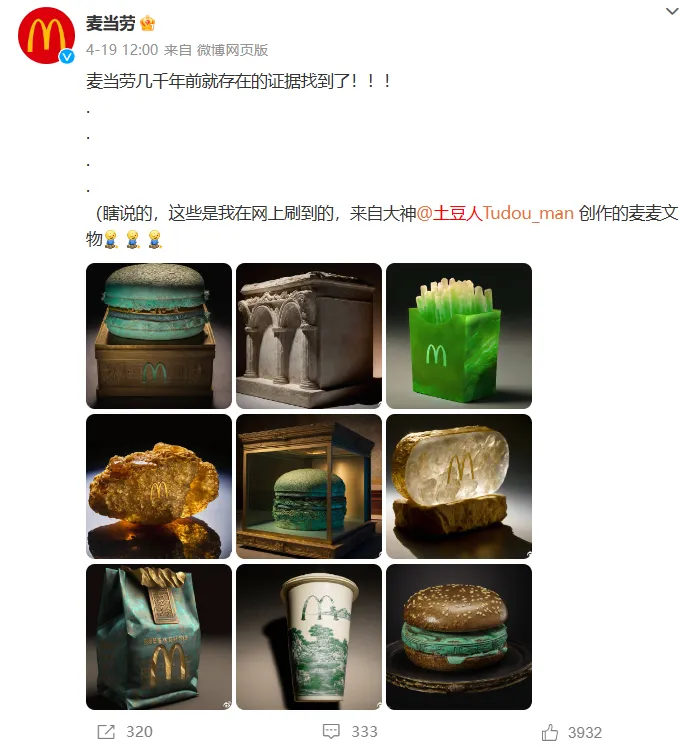 麦当劳
4-19 12:00 来自 微博网页版
麦当劳几千年前就存在的证据找到了！！！
.
.
.
.
（瞎说的，这些是我在网上刷到的，来自大神@土豆人Tudou_man 创作的麦麦文
物
320
333
3932